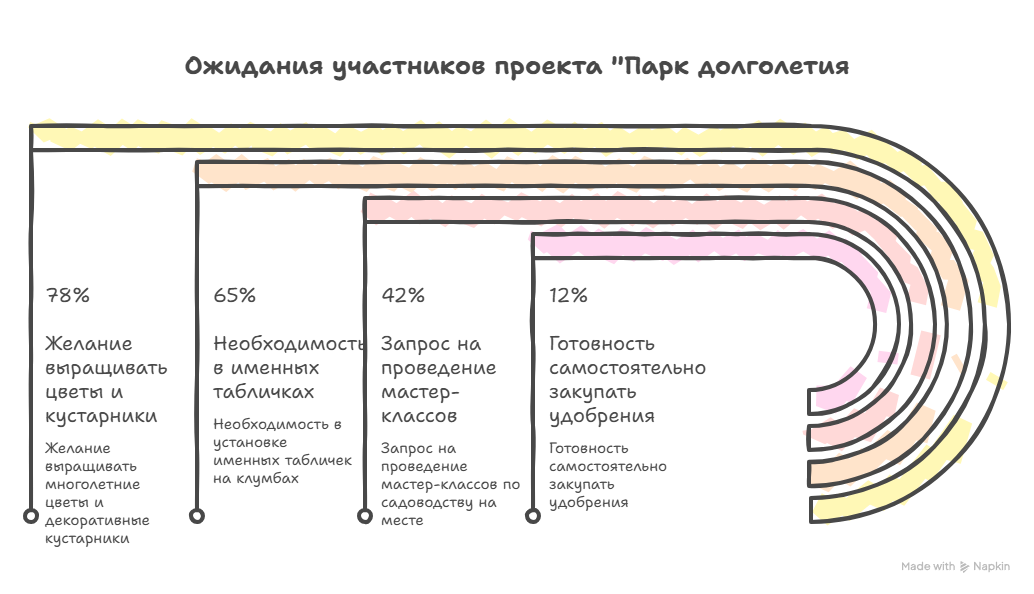 Ожидания участников проекта "Парк долголетия
78%
Желание
выращивать
цветы и
кустарники
Желание
выращивать
многолетние
цветы и
декоративные
кустарники
65%
Необходимость
в именных
табличках
Необходимость в
установке
именных табличек
на клумбах
42%
Запрос на
проведение
мастер-
классов
Запрос на
проведение
мастер-классов по
садоводству на
месте
12%
Готовность
самостоятельно
закупать
удобрения
Готовность
самостоятельно
закупать
удобрения
Made with Napkin